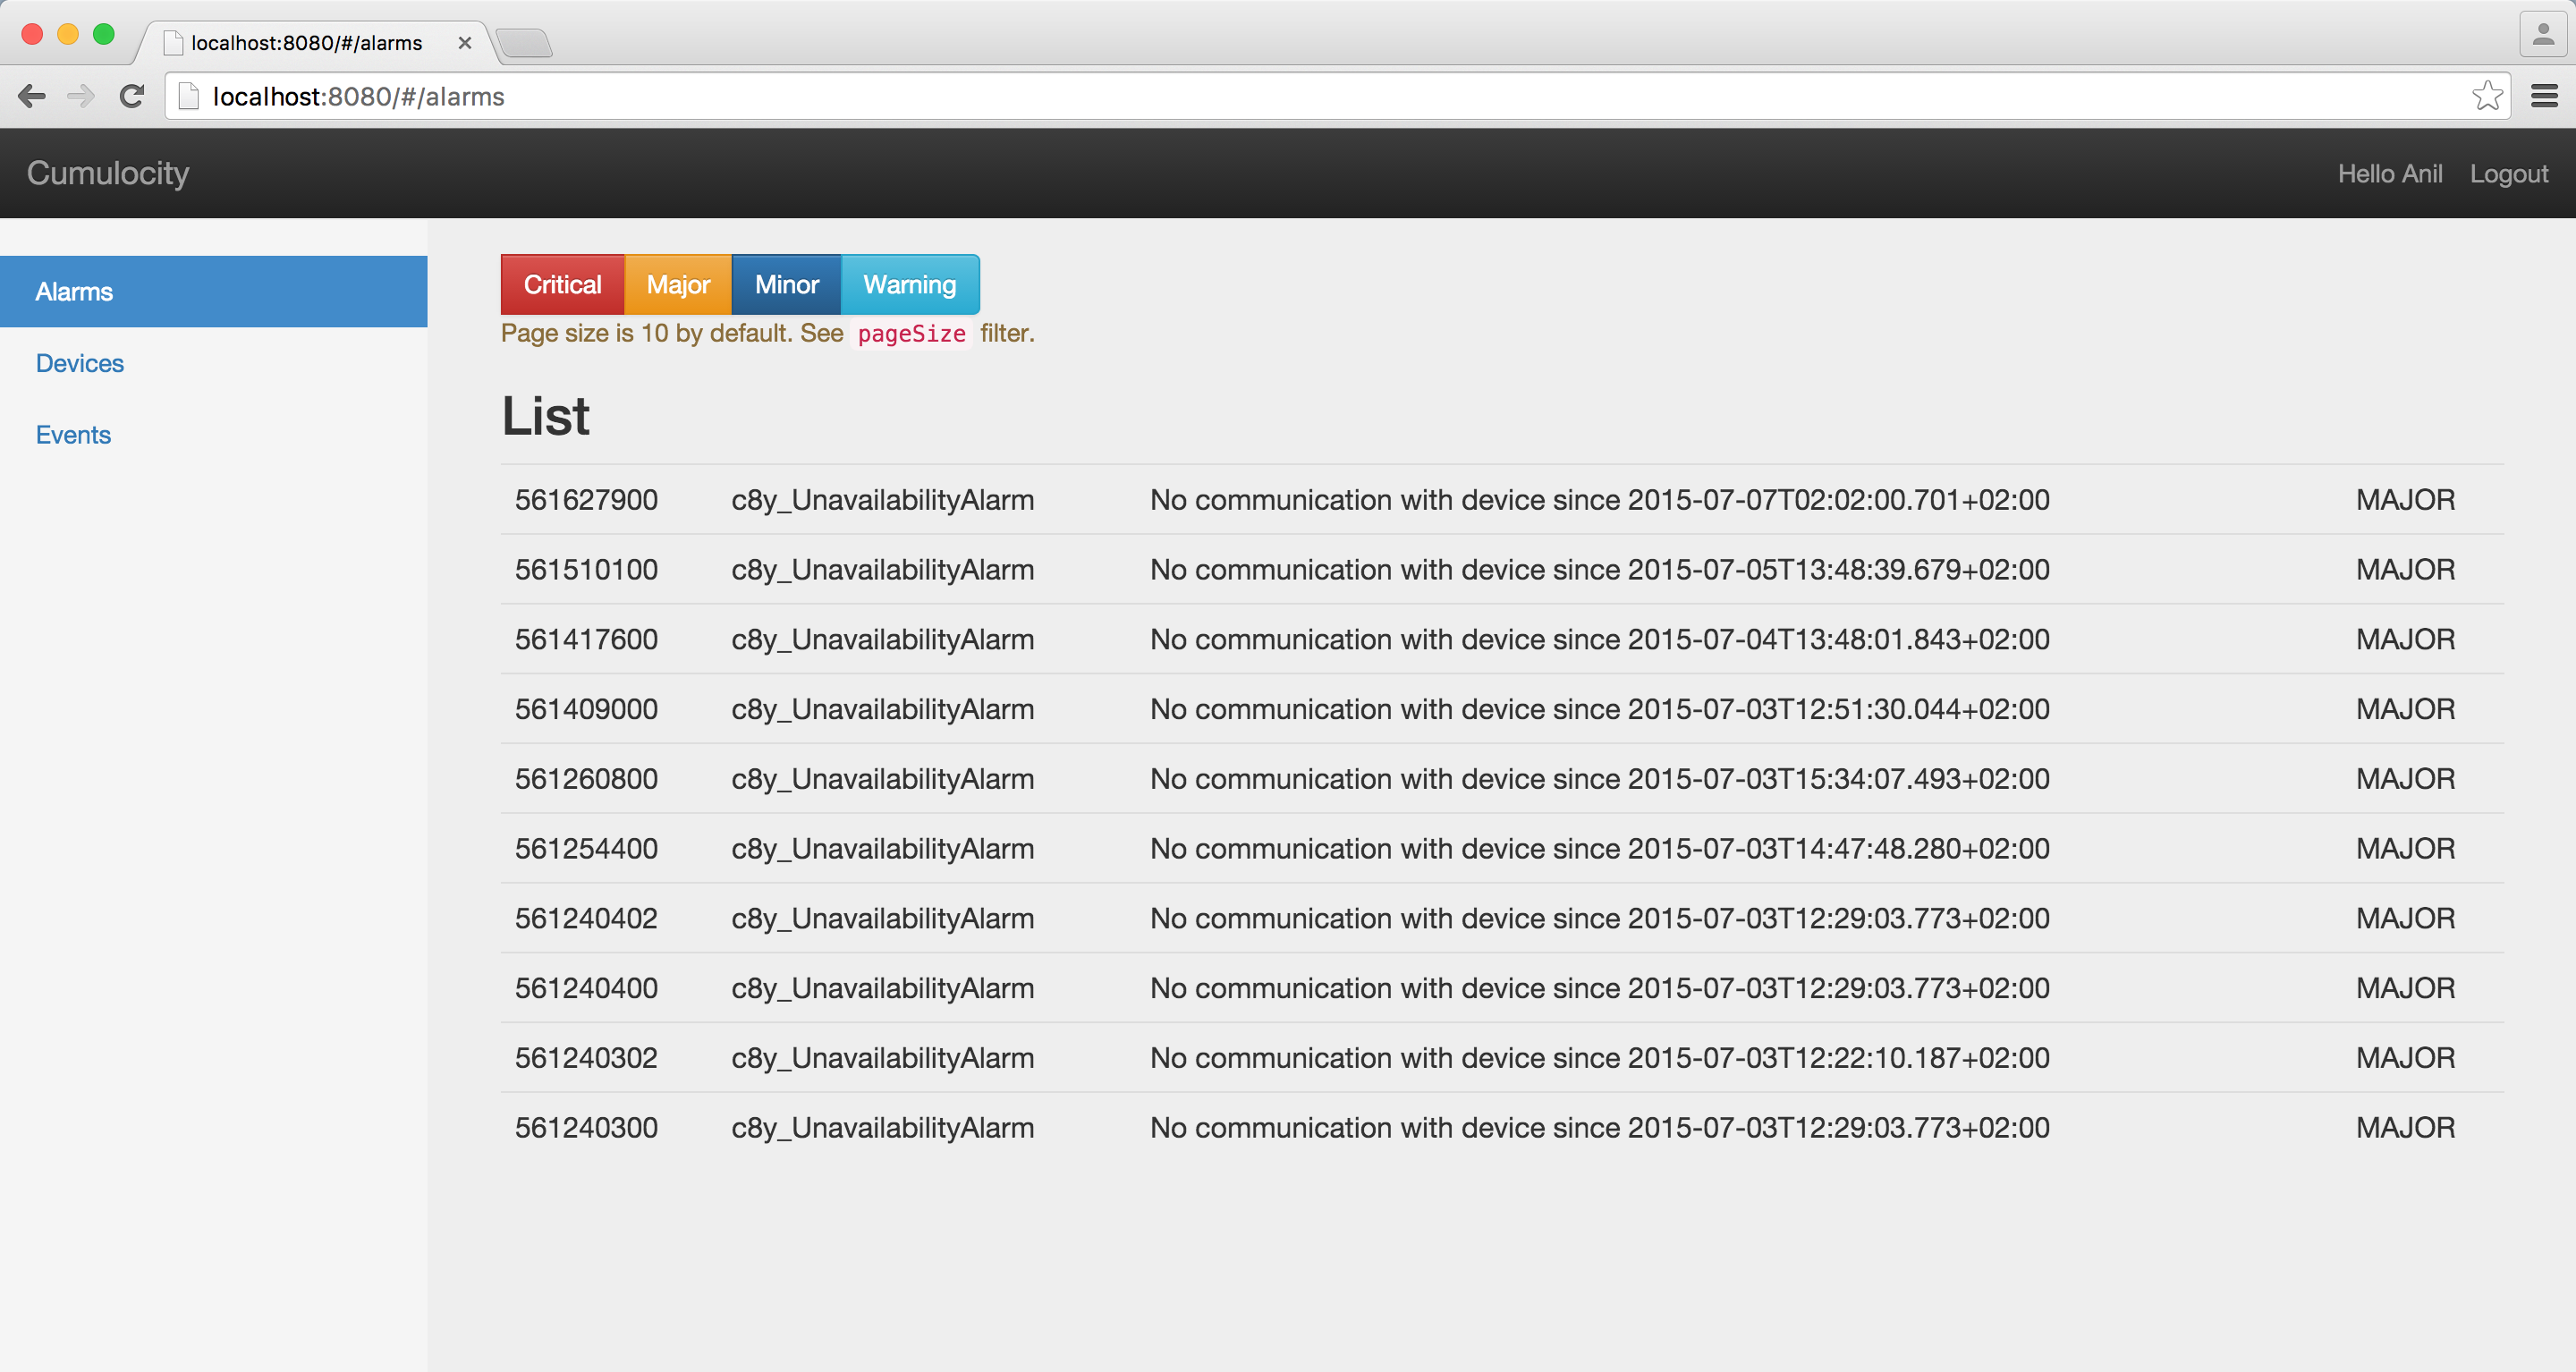 localhost:8080/#/alarms
localhost:8080/#/alarms
Cumulocity Hello Anil Logout
Alarms
Devices
Events
Critical Major Minor Warning
Page size is 10 by default. See pageSize filter.
List
561627900 c8y_UnavailabilityAlarm No communication with device since 2015-07-07T02:02:00.701+02:00 MAJOR
561510100 c8y_UnavailabilityAlarm No communication with device since 2015-07-05T13:48:39.679+02:00 MAJOR
561417600 c8y_UnavailabilityAlarm No communication with device since 2015-07-04T13:48:01.843+02:00 MAJOR
561409000 c8y_UnavailabilityAlarm No communication with device since 2015-07-03T12:51:30.044+02:00 MAJOR
561260800 c8y_UnavailabilityAlarm No communication with device since 2015-07-03T15:34:07.493+02:00 MAJOR
561254400 c8y_UnavailabilityAlarm No communication with device since 2015-07-03T14:47:48.280+02:00 MAJOR
561240402 c8y_UnavailabilityAlarm No communication with device since 2015-07-03T12:29:03.773+02:00 MAJOR
561240400 c8y_UnavailabilityAlarm No communication with device since 2015-07-03T12:29:03.773+02:00 MAJOR
561240302 c8y_UnavailabilityAlarm No communication with device since 2015-07-03T12:22:10.187+02:00 MAJOR
561240300 c8y_UnavailabilityAlarm No communication with device since 2015-07-03T12:29:03.773+02:00 MAJOR